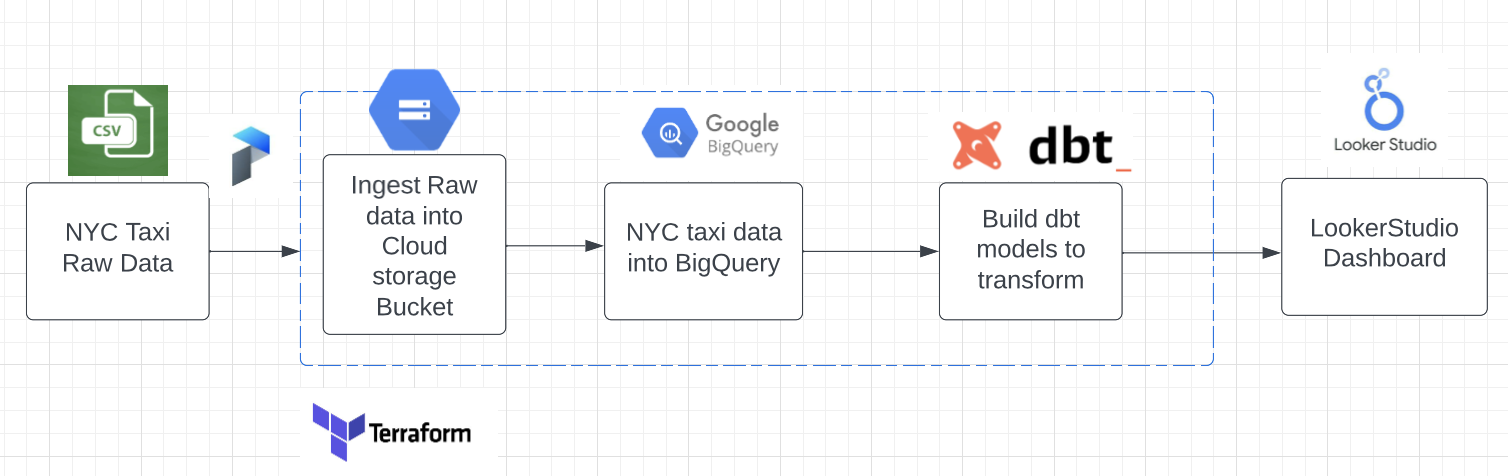 CSV
NYC Taxi
Raw Data
Ingest Raw
data into
Cloud
storage
Bucket
Google
BigQuery
NYC taxi data
into BigQuery
dbt_
Build dbt
models to
transform
Looker Studio
LookerStudio
Dashboard
Terraform